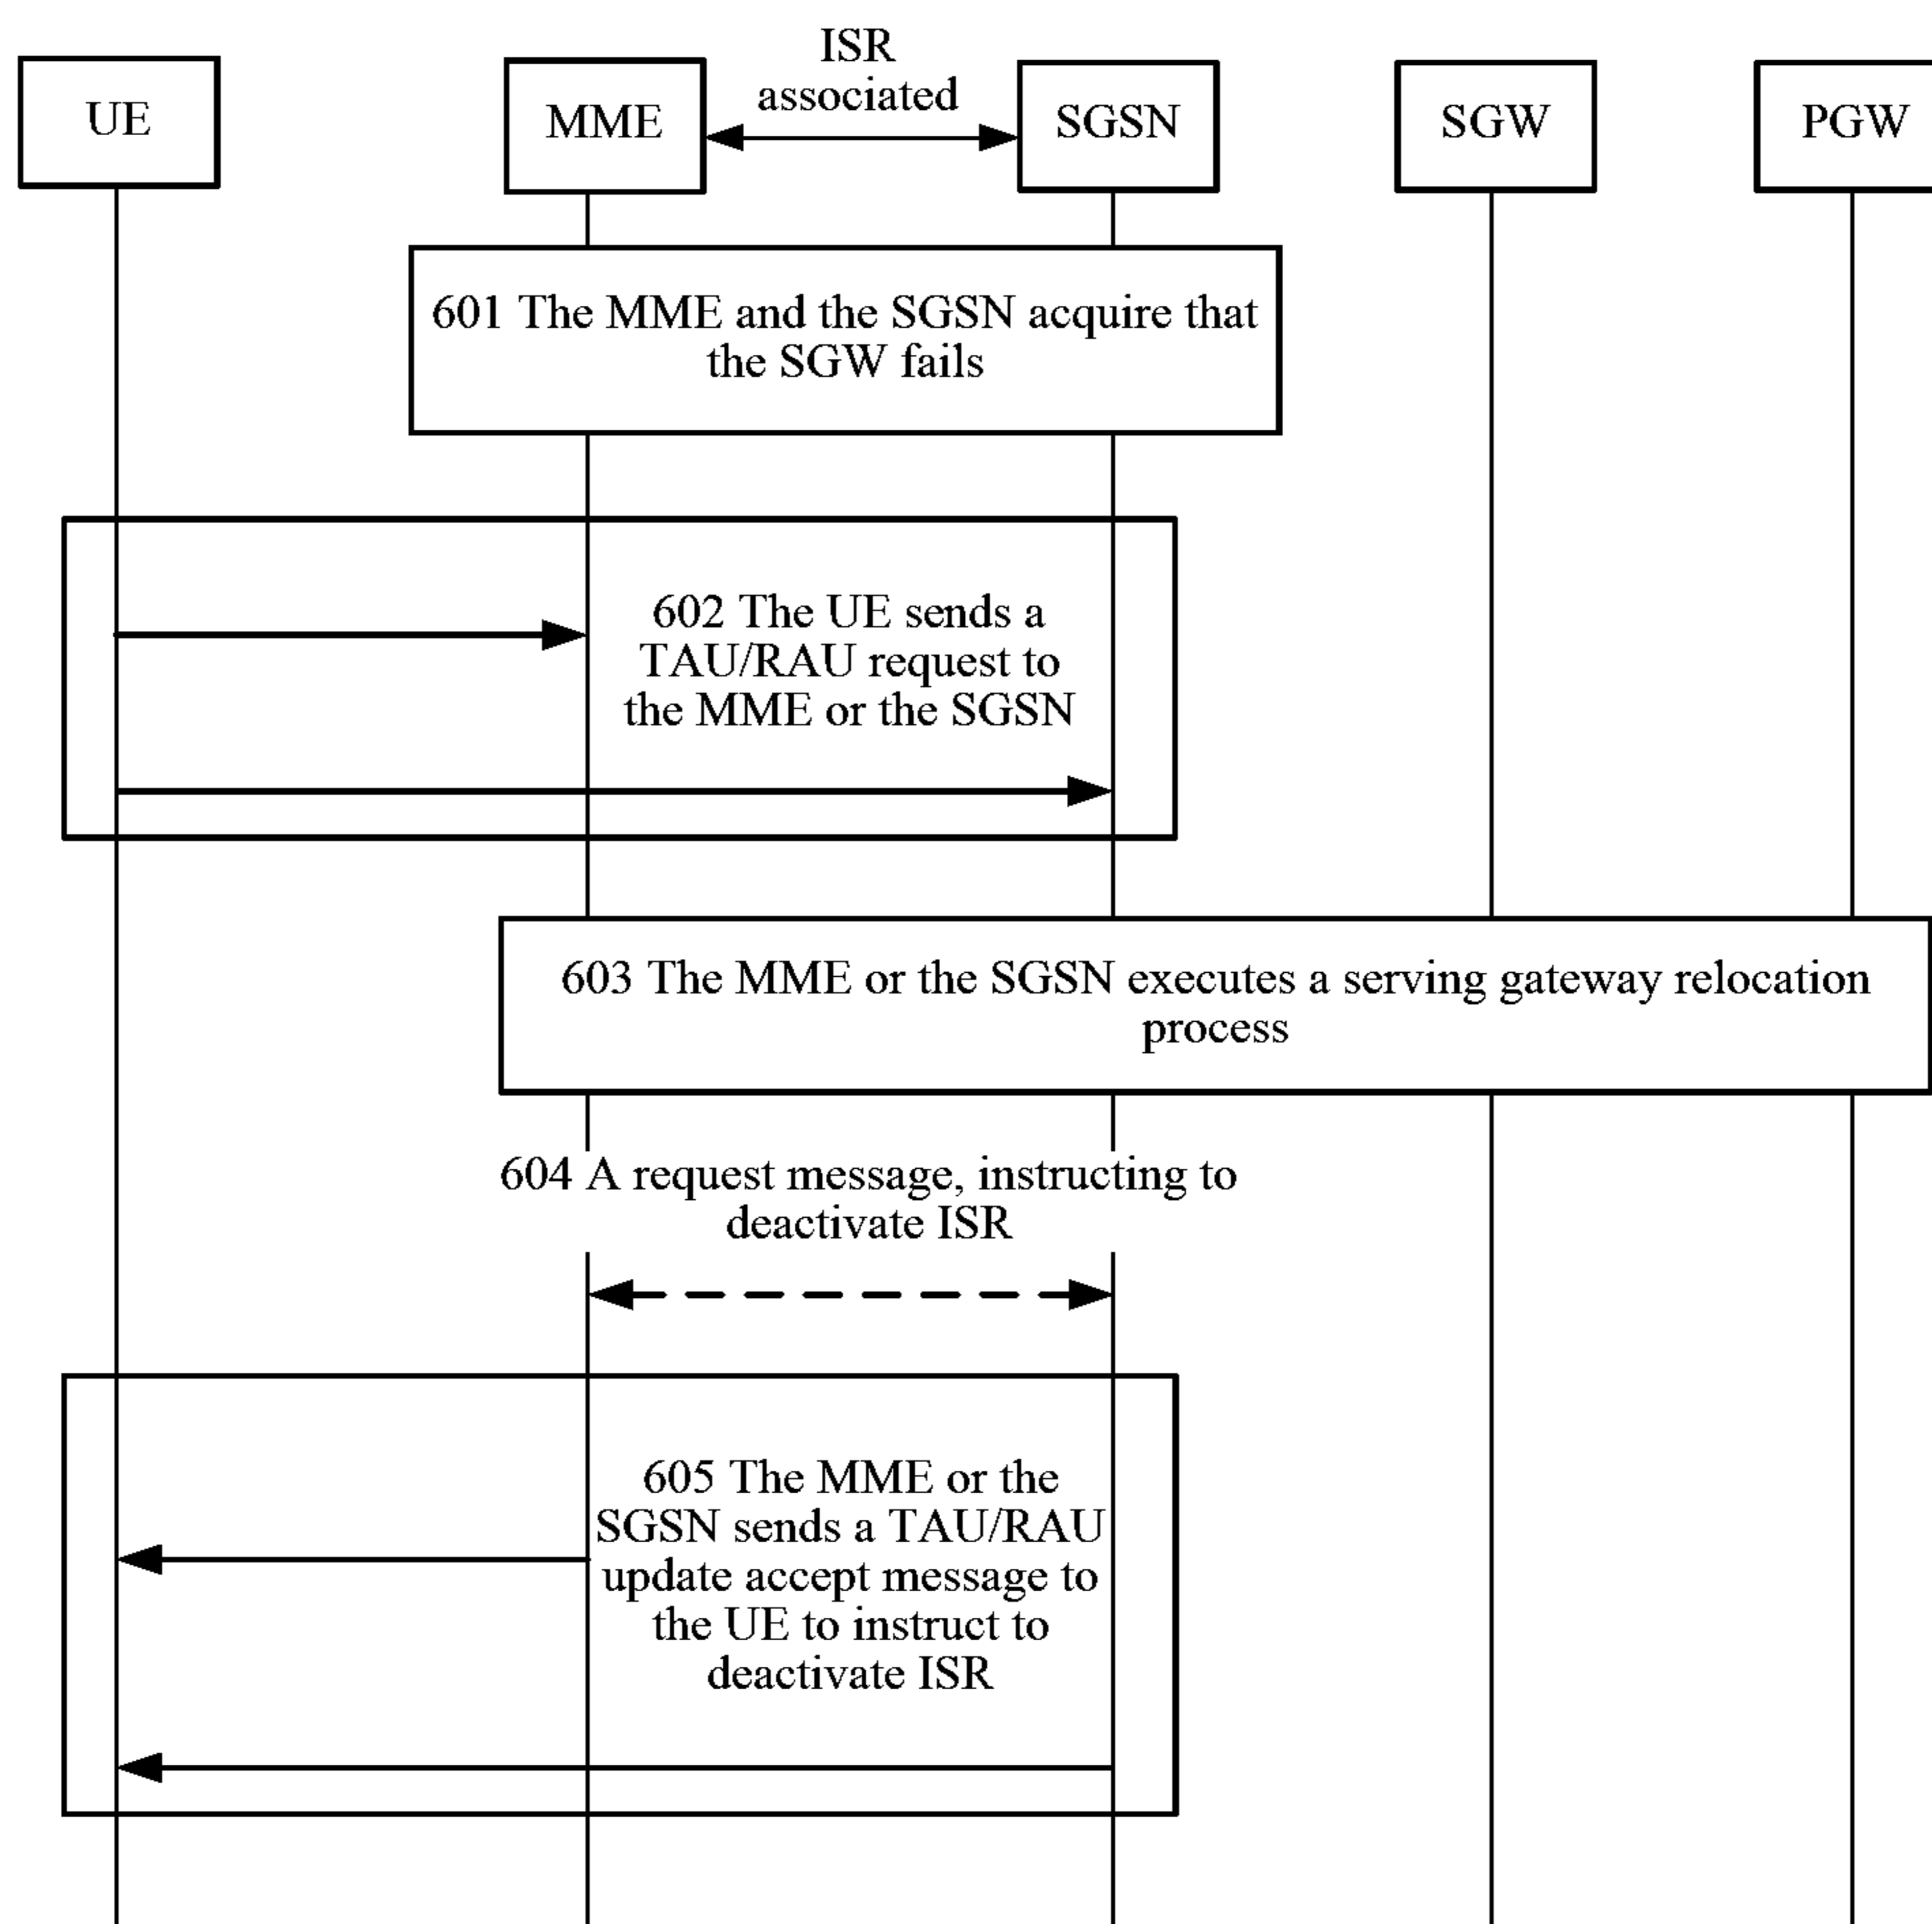 ISR
associated
UE
MME
SGSN
SGW
PGW
601 The MME and the SGSN acquire that
the SGW fails
602 The UE sends a
TAU/RAU request to
the MME or the SGSN
603 The MME or the SGSN executes a serving gateway relocation
process
604 A request message, instructing to
deactivate ISR
605 The MME or the
SGSN sends a TAU/RAU
update accept message to
the UE to instruct to
deactivate ISR